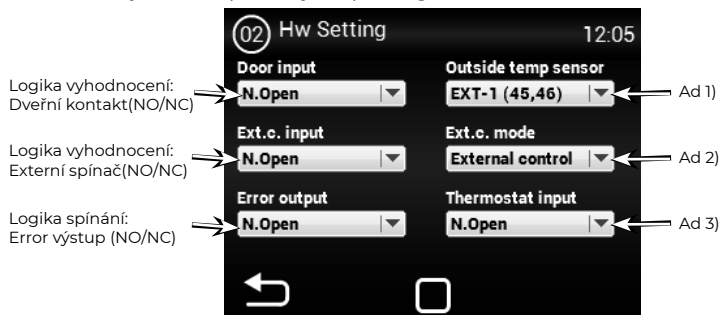 02 Hw Setting 12:05
Door input
Outside temp sensor
Logika vyhodnocení:
Dveřní kontakt(NO/NC)
N.Open
EXT-1 (45,46)
Ad 1)
Ext.c. input
Ext.c. mode
Logika vyhodnocení:
Externí spínač(NO/NC)
N.Open
External control
Ad 2)
Error output
Thermostat input
Logika spínání:
Error výstup (NO/NC)
N.Open
N.Open
Ad 3)